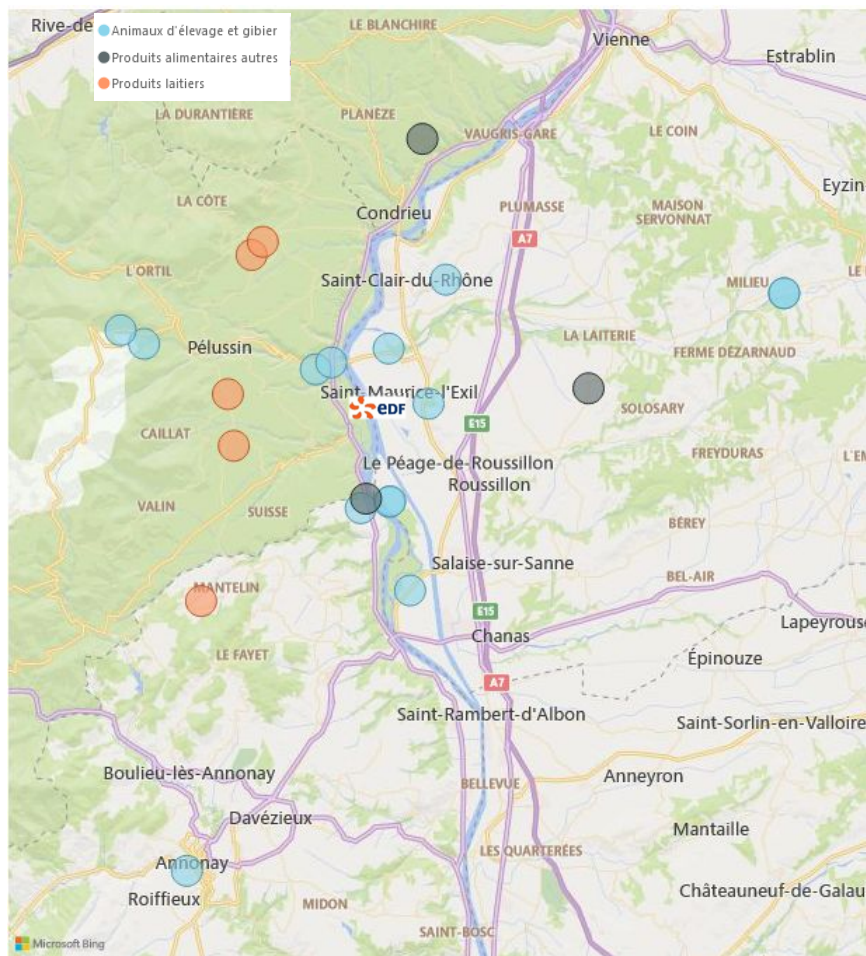 Rive-de
Animaux d'élevage et gibier
Produits alimentaires autres
Produits laitiers
LE BLANCHIRE
Vienne
Estrablin
LA DURANTIÈRE
PLANÈZE
VAUGRIS-GARE
LE COIN
Eyzin
LA CÔTE
Condrieu
PLUMASSE
MAISON
SERVONNAT
A7
L'ORTIL
Saint-Clair-du-Rhône
MILIEU
LE
Pélussin
LA LAITERIE
FERME DÉZARNAUD
Saint-Maurice-l'Exil
eDF
SOLOSARY
E15
CAILLAT
FREYDURAS
L'EM
Le Péage-de-Roussillon
Roussillon
VALIN
SUISSE
BÉREY
Salaise-sur-Sanne
MANTELIN
BEL-AIR
E15
Lapeyrouse
Chanas
LE FAYET
Épinouze
A7
Saint-Rambert-d'Albon
Saint-Sorlin-en-Valloire
Boulieu-lès-Annonay
BELLEVUE
Anneyron
Davézieux
Mantaille
LES QUARTERÉES
Annonay
Roiffieux
MIDON
Châteauneuf-de-Galau
SAINT-BOSC
Microsoft Bing